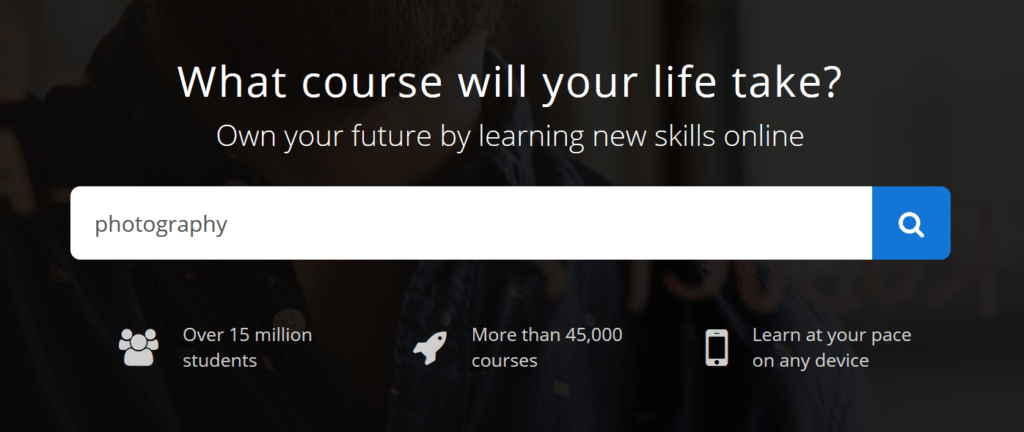 What course will your life take?
Own your future by learning new skills online
photography
Over 15 million
students
More than 45,000
courses
Learn at your pace
on any device